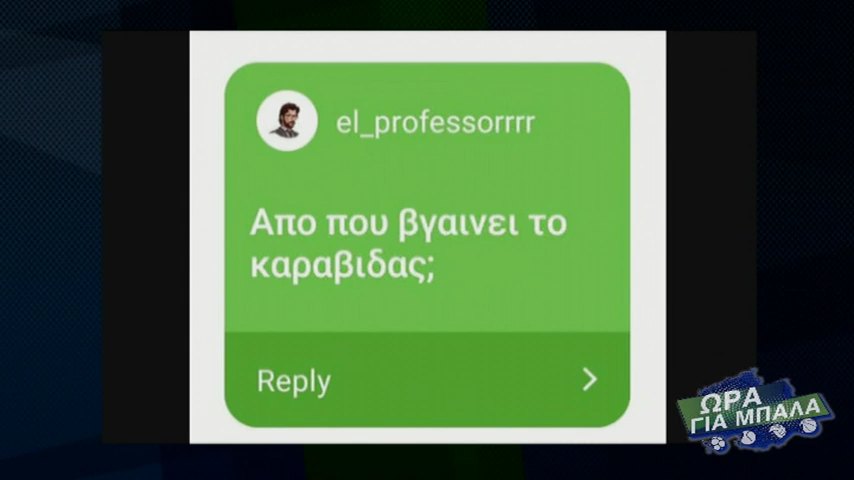 el_professorrrr
Απο που βγαινει το
καραβιδας;
Reply
ΩΡΑ
ΓΙΑ ΜΠΑΛΑ